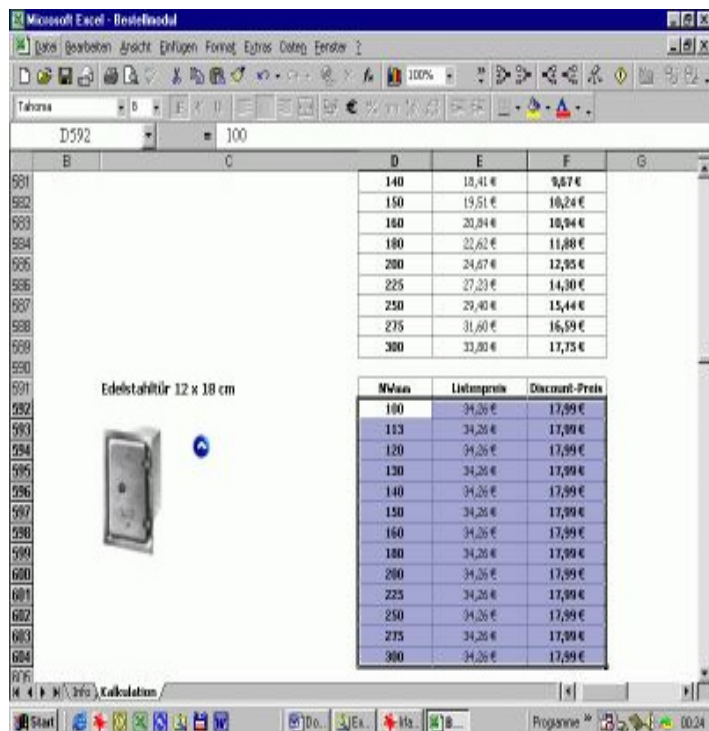 Microsoft Excel - Bestellmodul
Datei Bearbeiten Ansicht Einfügen Format Extras Daten Fenster ?
100%
Tahoma 8 F K U
D592 = 100
B C D E F G
581 140 18,41 € 9,67 €
582 150 19,51 € 10,24 €
583 160 20,84 € 10,94 €
584 180 22,62 € 11,88 €
585 200 24,67 € 12,95 €
586 225 27,23 € 14,30 €
587 250 29,40 € 15,44 €
588 275 31,60 € 16,59 €
589 300 33,80 € 17,75 €
590
591 Edelstahltür 12 x 18 cm NWmm Listenpreis Discount-Preis
592 100 34,26 € 17,99 €
593 113 34,26 € 17,99 €
594 120 34,26 € 17,99 €
595 130 34,26 € 17,99 €
596 140 34,26 € 17,99 €
597 150 34,26 € 17,99 €
598 160 34,26 € 17,99 €
599 180 34,26 € 17,99 €
600 200 34,26 € 17,99 €
601 225 34,26 € 17,99 €
602 250 34,26 € 17,99 €
603 275 34,26 € 17,99 €
604 300 34,26 € 17,99 €
Info Kalkulation
Start Do... Ex... B... Programme » 00:24